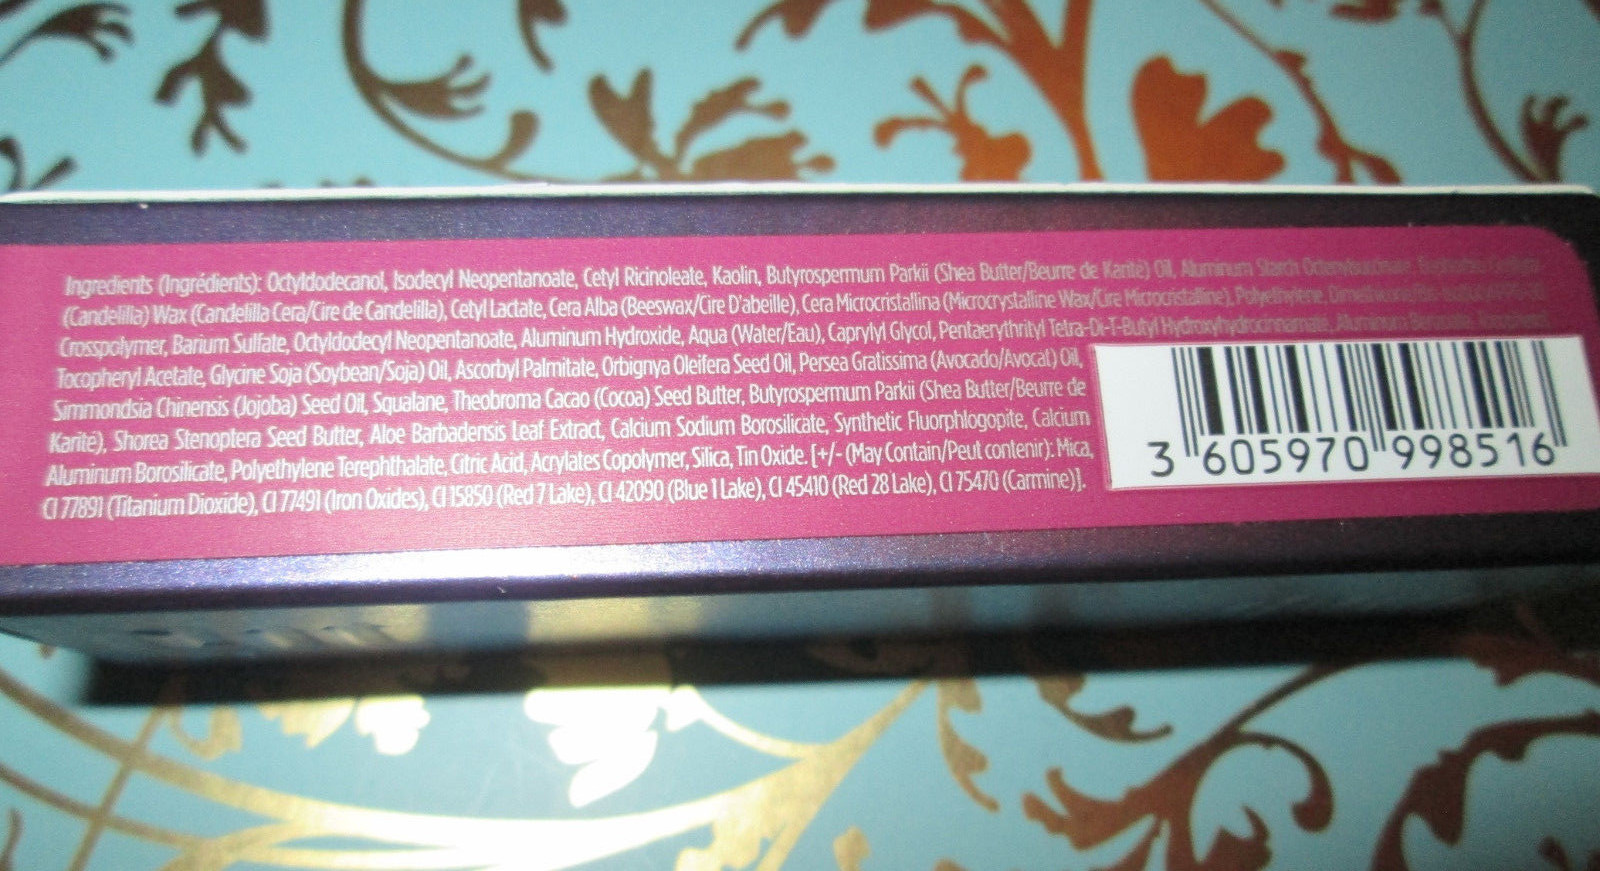 Ingredients (Ingrédients): Octyldodecanol, Isodecyl Neopentanoate, Cetyl Ricinoleate, Kaolin, Butyrospermum Parkii (Shea Butter/Beurre de Karité) Oil, Aluminum Starch Octenylsuccinate,
(Candelilla) Wax (Candelilla Cera/Cire de Candelilla), Cetyl Lactate, Cera Alba (Beeswax/Cire D'abeille), Cera Microcristallina (Microcrystalline Wax/Cire Microcristalline), Polyethylene,
Crosspolymer, Barium Sulfate, Octyldodecyl Neopentanoate, Aluminum Hydroxide, Aqua (Water/Eau), Caprylyl Glycol, Pentaerythrityl Tetra-Di-T-Butyl Hydroxyhydrocinnamate,
Tocopheryl Acetate, Glycine Soja (Soybean/Soja) Oil, Ascorbyl Palmitate, Orbignya Oleifera Seed Oil, Persea Gratissima (Avocado/Avocat) Oil,
Simmondsia Chinensis (Jojoba) Seed Oil, Squalane, Theobroma Cacao (Cocoa) Seed Butter, Butyrospermum Parkii (Shea Butter/Beurre de
Karité), Shorea Stenoptera Seed Butter, Aloe Barbadensis Leaf Extract, Calcium Sodium Borosilicate, Synthetic Fluorphlogopite, Calcium
Aluminum Borosilicate, Polyethylene Terephthalate, Citric Acid, Acrylates Copolymer, Silica, Tin Oxide. [+/- (May Contain/Peut contenir): Mica,
CI 77891 (Titanium Dioxide), CI 77491 (Iron Oxides), CI 15850 (Red 7 Lake), CI 42090 (Blue 1 Lake), CI 45410 (Red 28 Lake), CI 75470 (Carmine)].
3 605970 998516